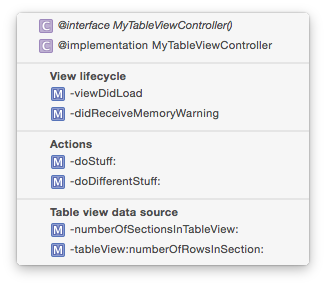 C @interface MyTableViewController()
C @implementation MyTableViewController
View lifecycle
M -viewDidLoad
M -didReceiveMemoryWarning
Actions
M -doStuff:
M -doDifferentStuff:
Table view data source
M -numberOfSectionsInTableView:
M -tableView:numberOfRowsInSection: